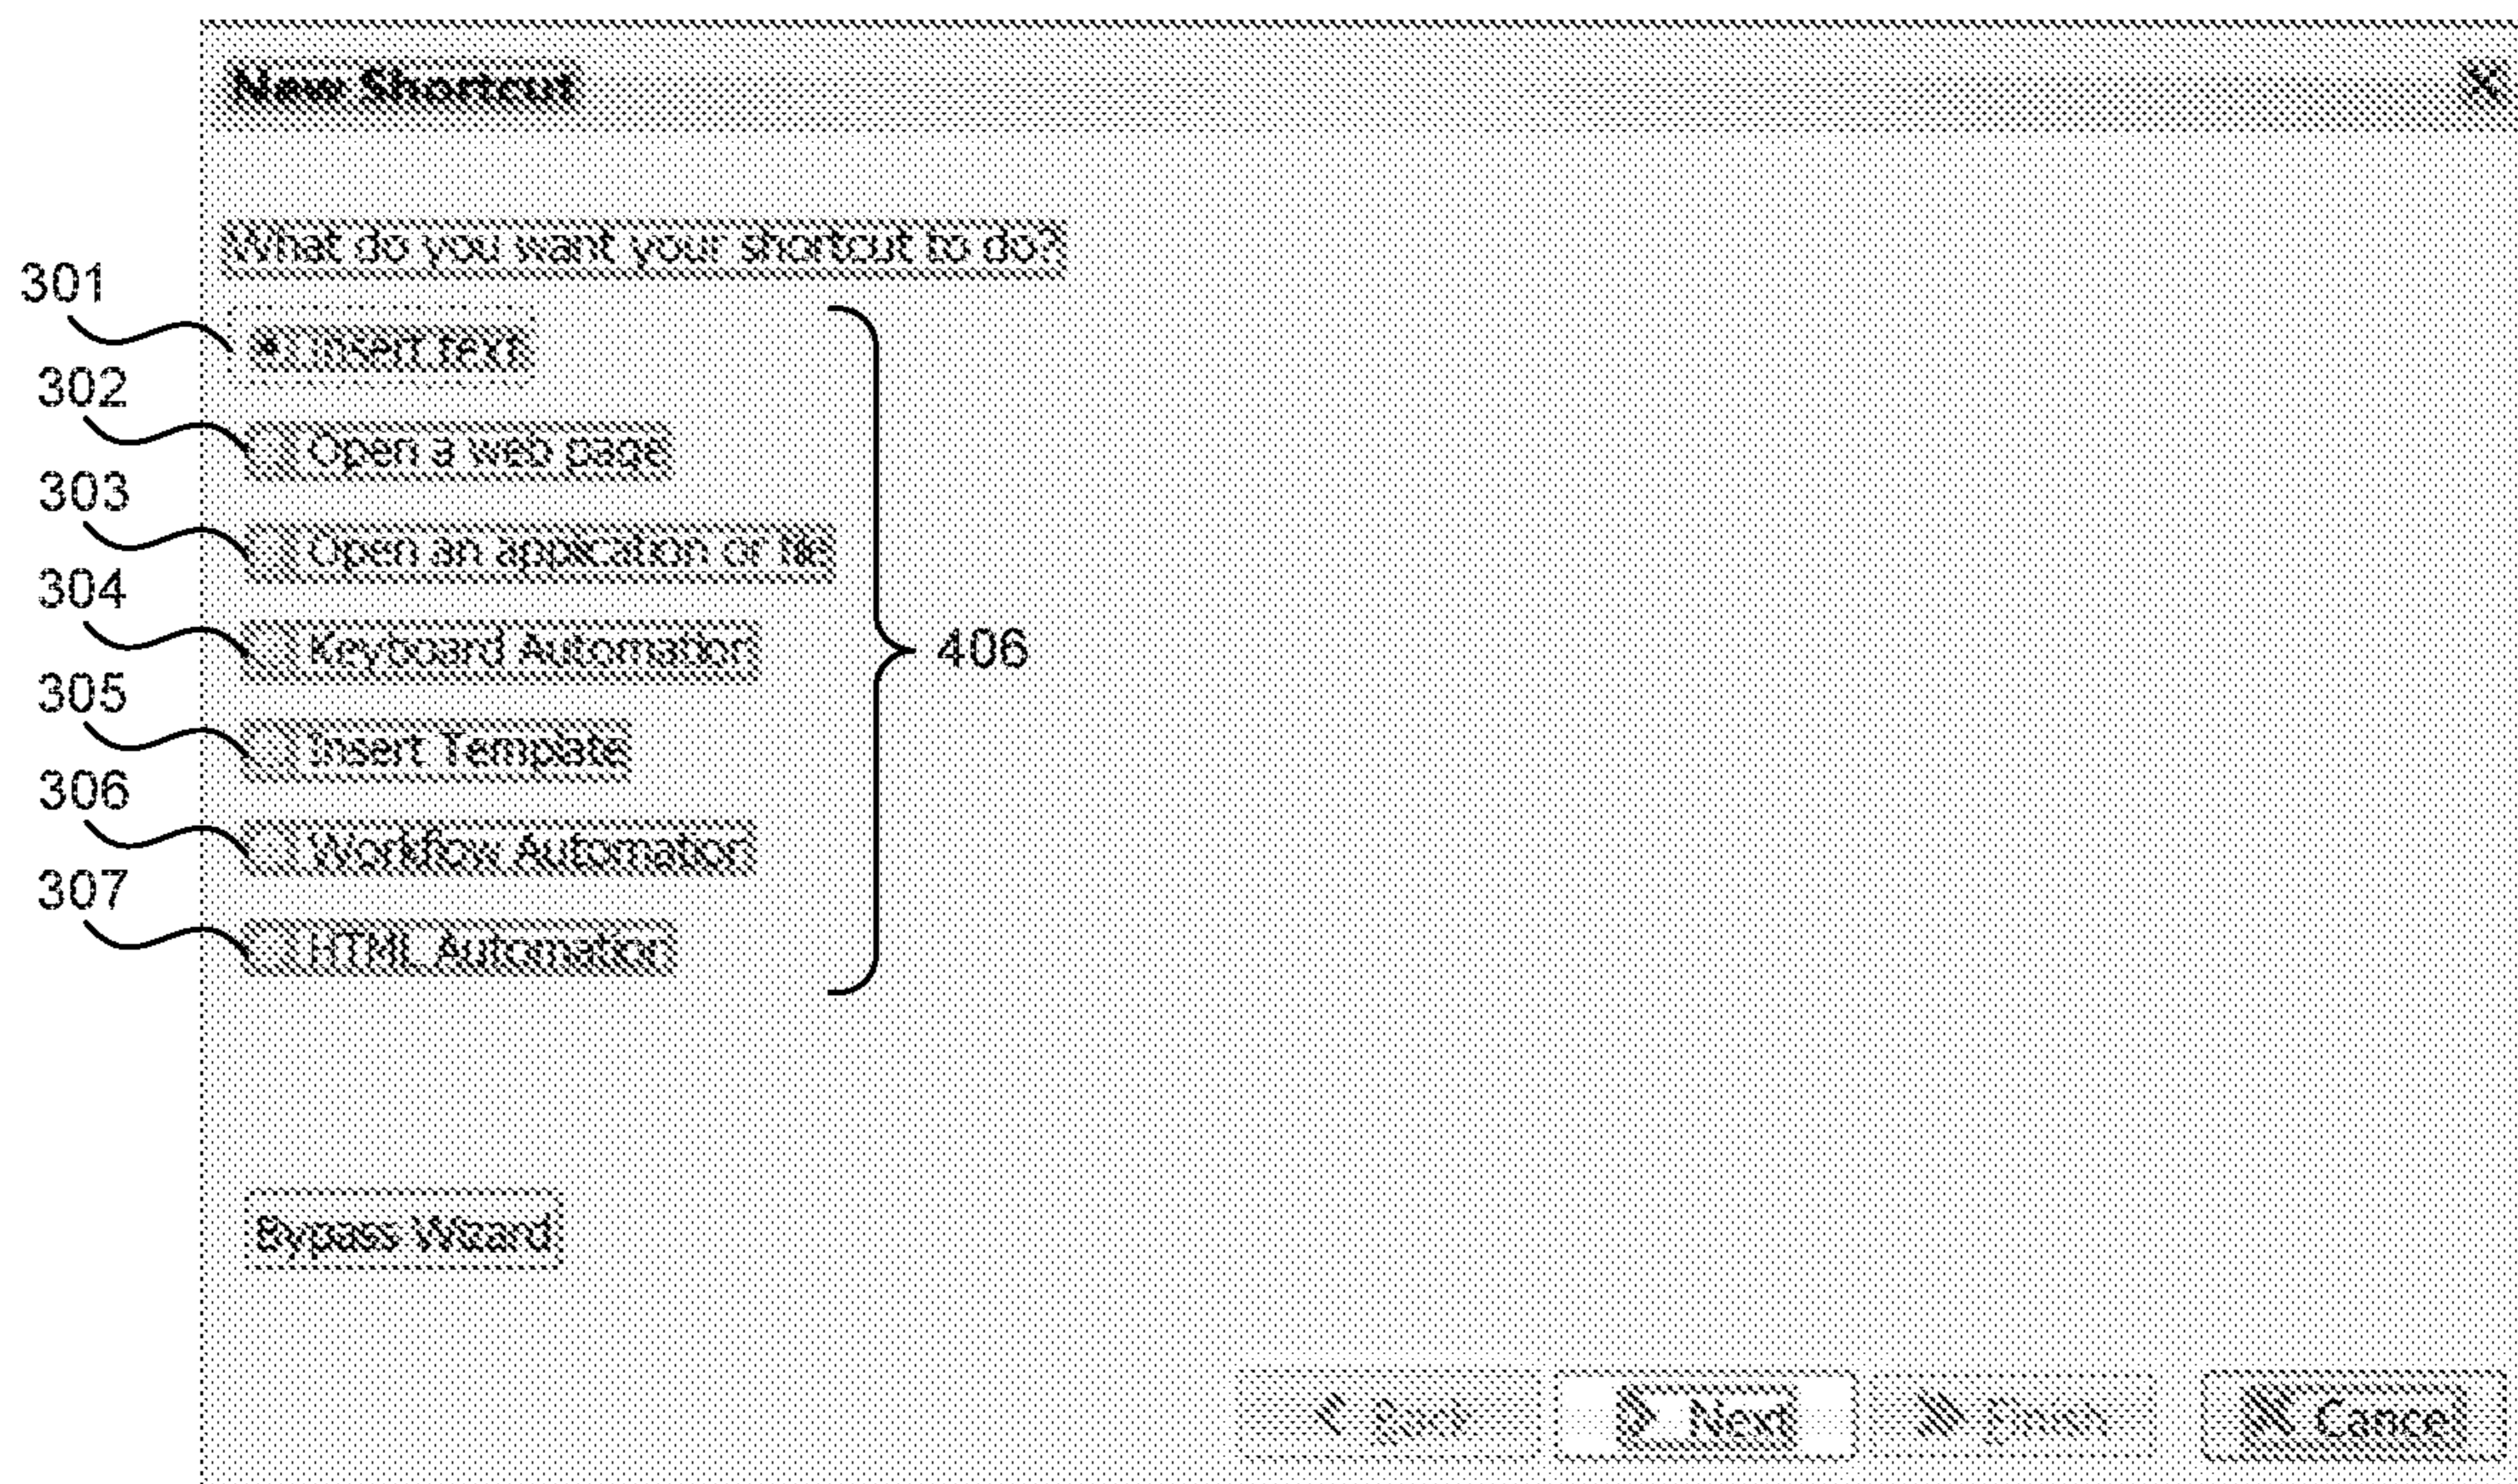 New Shortcut
What do you want your shortcut to do?
301
Insert text
302
Open a web page
303
Open an application or file
304
Keyboard Automation
406
305
Insert Template
306
Workflow Automation
307
HTML Automation
Bypass Wizard
Back Next Finish Cancel